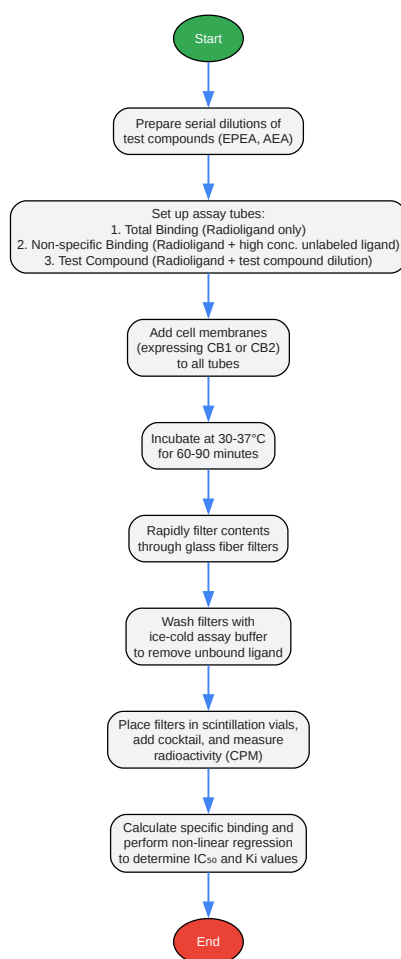 Start
Prepare serial dilutions of
test compounds (EPEA, AEA)
Set up assay tubes:
1. Total Binding (Radioligand only)
2. Non-specific Binding (Radioligand + high conc. unlabeled ligand)
3. Test Compound (Radioligand + test compound dilution)
Add cell membranes
(expressing CB1 or CB2)
to all tubes
Incubate at 30-37°C
for 60-90 minutes
Rapidly filter contents
through glass fiber filters
Wash filters with
ice-cold assay buffer
to remove unbound ligand
Place filters in scintillation vials,
add cocktail, and measure
radioactivity (CPM)
Calculate specific binding and
perform non-linear regression
to determine IC₅₀ and Ki values
End